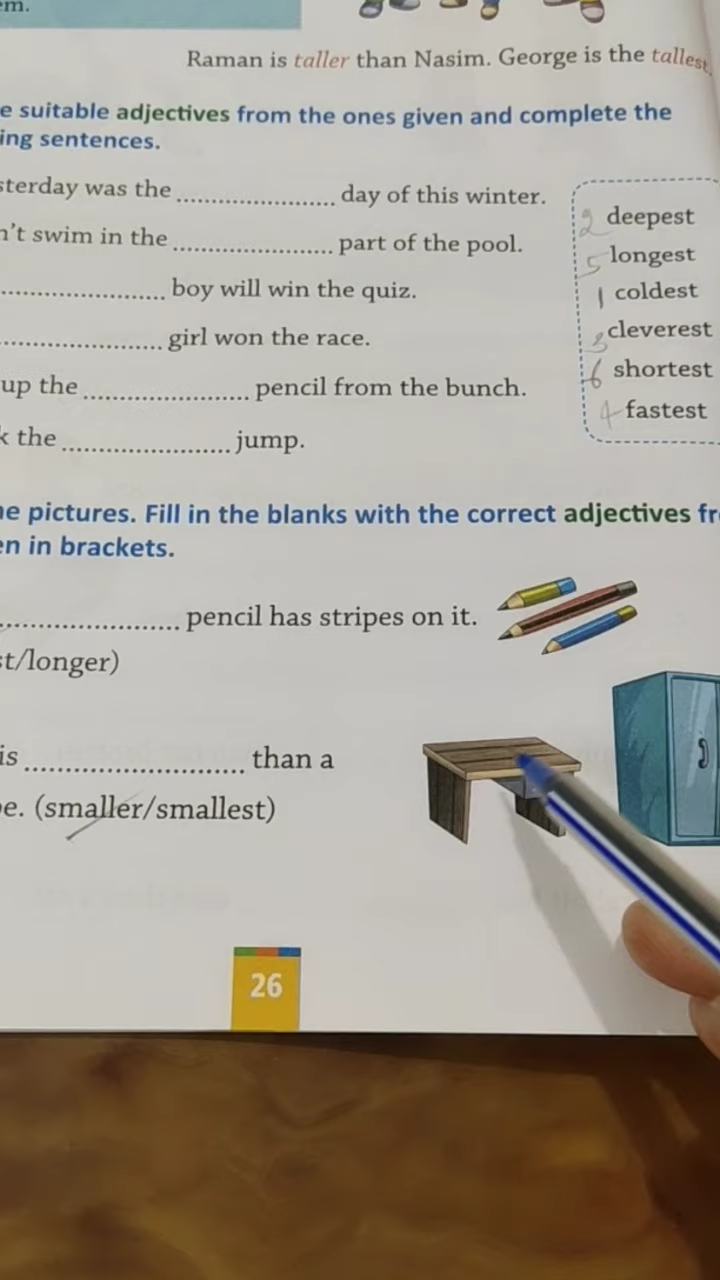 em.
Raman is taller than Nasim. George is the tallest.
e suitable adjectives from the ones given and complete the
ing sentences.
sterday was the .......................... day of this winter.
n't swim in the .......................... part of the pool.
.......................... boy will win the quiz.
.......................... girl won the race.
up the .......................... pencil from the bunch.
k the .......................... jump.
2 deepest
5 longest
1 coldest
3 cleverest
6 shortest
4 fastest
e pictures. Fill in the blanks with the correct adjectives fr
en in brackets.
.......................... pencil has stripes on it.
st/longer)
is .......................... than a
e. (smaller/smallest)
26